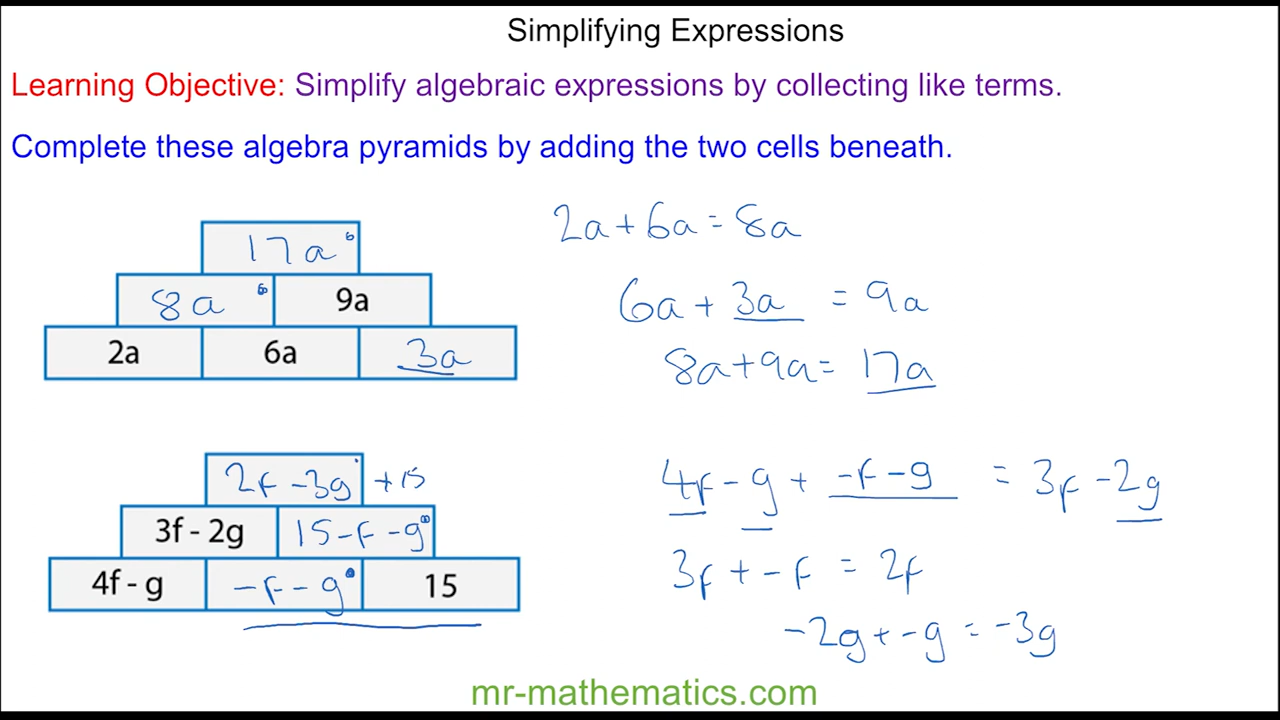 Simplifying Expressions
Learning Objective: Simplify algebraic expressions by collecting like terms.
Complete these algebra pyramids by adding the two cells beneath.
17a
8a 9a
2a 6a 3a
2a + 6a = 8a
6a + 3a = 9a
8a + 9a = 17a
2f - 3g + 15
3f - 2g 15 - f - g
4f - g -f - g 15
4f - g + -f - g = 3f - 2g
3f + -f = 2f
-2g + -g = -3g
mr-mathematics.com